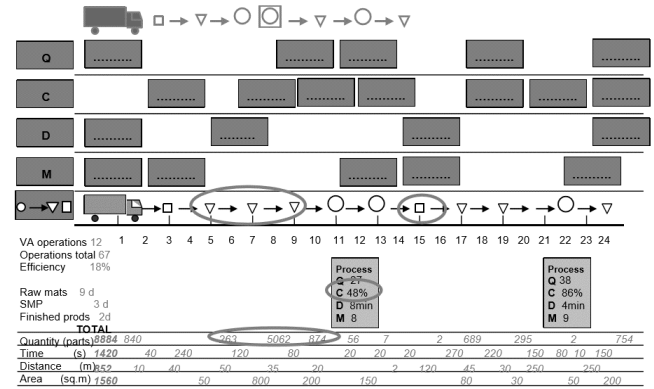 Q
C
D
M
1 2 3 4 5 6 7 8 9 10 11 12 13 14 15 16 17 18 19 20 21 22 23 24
VA operations 12
Operations total 67
Efficiency 18%
Raw mats 9 d
SMP 3 d
Finished prods 2d
Process
Q 27
C 48%
D 8min
M 8
Process
Q 38
C 86%
D 4min
M 9
TOTAL
Quantity (parts) 8884 840 263 5062 874 56 7 2 689 295 2 754
Time (s) 1420 40 240 120 80 20 20 20 270 220 150 80 10 150
Distance (m) 852 10 40 50 35 20 2 120 45 30 250 250
Area (sq.m) 1560 50 800 200 150 80 30 50 200